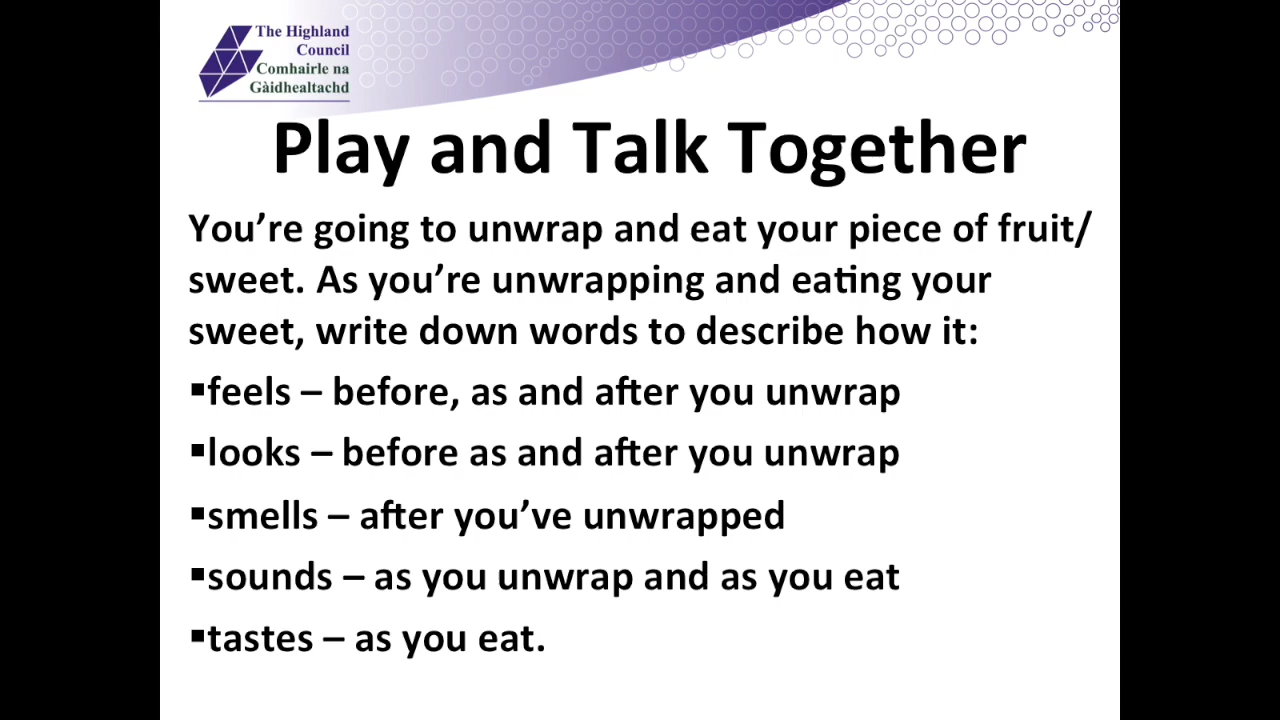 The Highland
Council
Comhairle na
Gàidhealtachd
Play and Talk Together
You’re going to unwrap and eat your piece of fruit/
sweet. As you’re unwrapping and eating your
sweet, write down words to describe how it:
▪feels – before, as and after you unwrap
▪looks – before as and after you unwrap
▪smells – after you’ve unwrapped
▪sounds – as you unwrap and as you eat
▪tastes – as you eat.